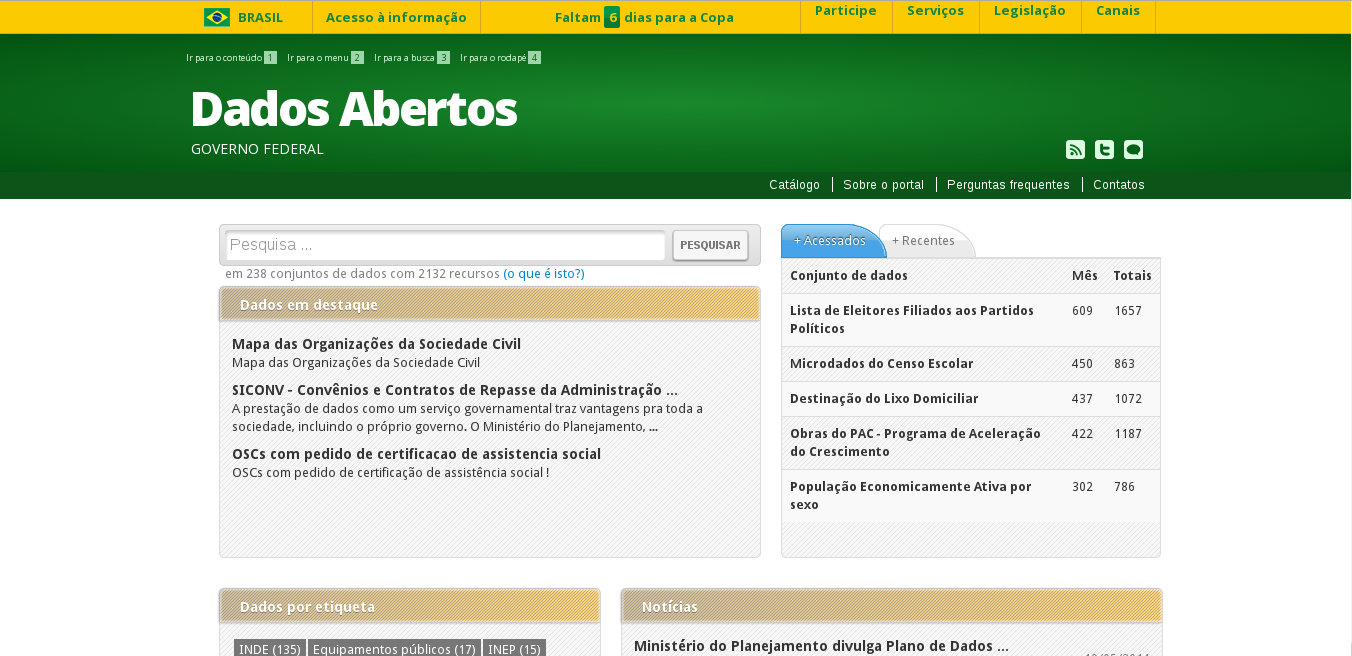 BRASIL Acesso à informação Faltam 6 dias para a Copa Participe Serviços Legislação Canais
Ir para o conteúdo 1 Ir para o menu 2 Ir para a busca 3 Ir para o rodapé 4
Dados Abertos
GOVERNO FEDERAL
Catálogo Sobre o portal Perguntas frequentes Contatos
Pesquisa ... PESQUISAR
em 238 conjuntos de dados com 2132 recursos (o que é isto?)
Dados em destaque
Mapa das Organizações da Sociedade Civil
Mapa das Organizações da Sociedade Civil
SICONV - Convênios e Contratos de Repasse da Administração ...
A prestação de dados como um serviço governamental traz vantagens pra toda a
sociedade, incluindo o próprio governo. O Ministério do Planejamento, ...
OSCs com pedido de certificacao de assistencia social
OSCs com pedido de certificação de assistência social !
+ Acessados + Recentes
Conjunto de dados Mês Totais
Lista de Eleitores Filiados aos Partidos 609 1657
Políticos
Microdados do Censo Escolar 450 863
Destinação do Lixo Domiciliar 437 1072
Obras do PAC - Programa de Aceleração 422 1187
do Crescimento
População Economicamente Ativa por 302 786
sexo
Dados por etiqueta
INDE (135) Equipamentos públicos (17) INEP (15)
Notícias
Ministério do Planejamento divulga Plano de Dados ...